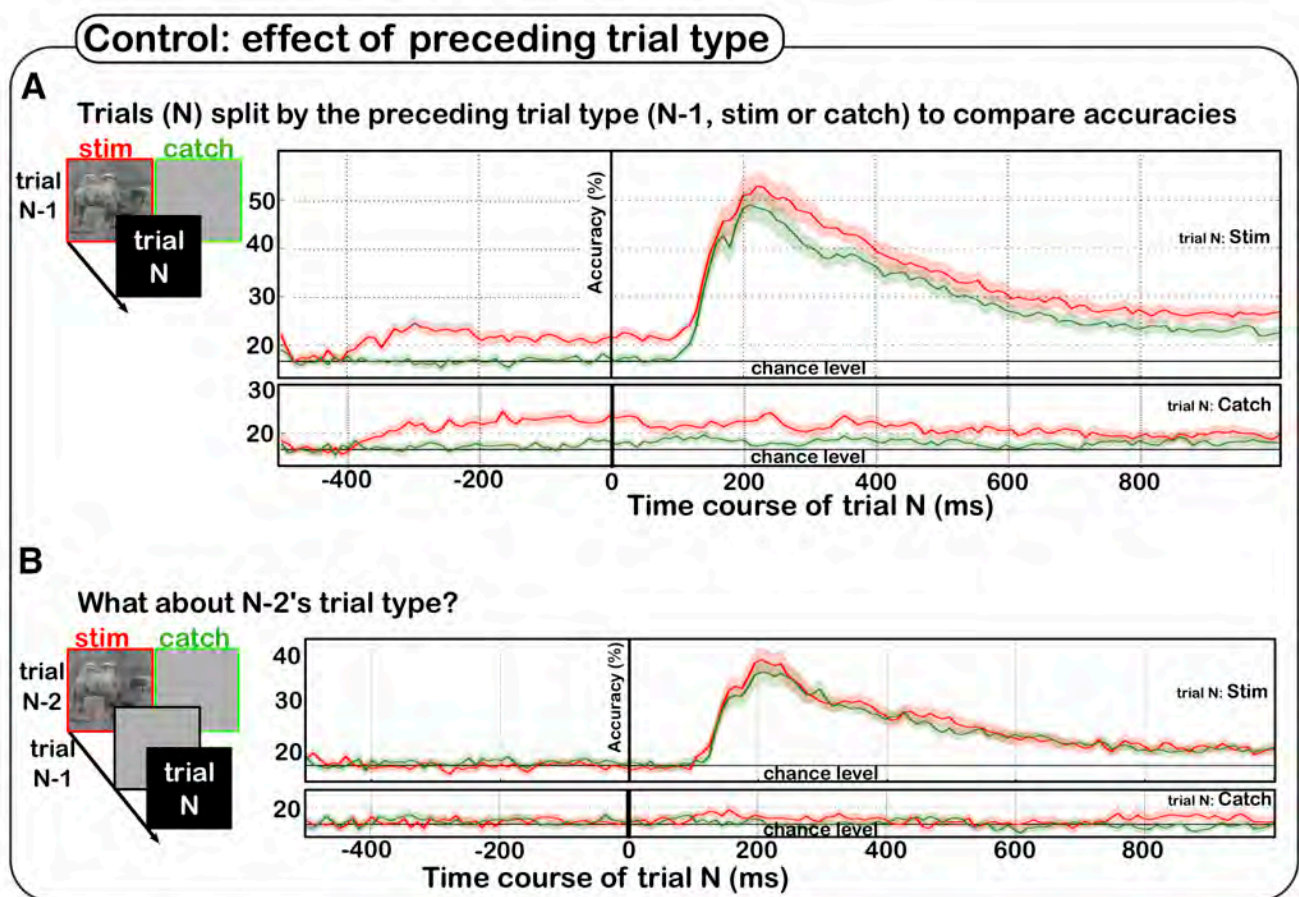 Control: effect of preceding trial type
A
Trials (N) split by the preceding trial type (N-1, stim or catch) to compare accuracies
stim catch
trial
N-1
trial
N
Accuracy (%)
50
40
30
20
trial N: Stim
chance level
30
20
trial N: Catch
chance level
-400 -200 0 200 400 600 800
Time course of trial N (ms)
B
What about N-2's trial type?
stim catch
trial
N-2
trial
N-1
trial
N
Accuracy (%)
40
30
20
trial N: Stim
chance level
20
trial N: Catch
chance level
-400 -200 0 200 400 600 800
Time course of trial N (ms)